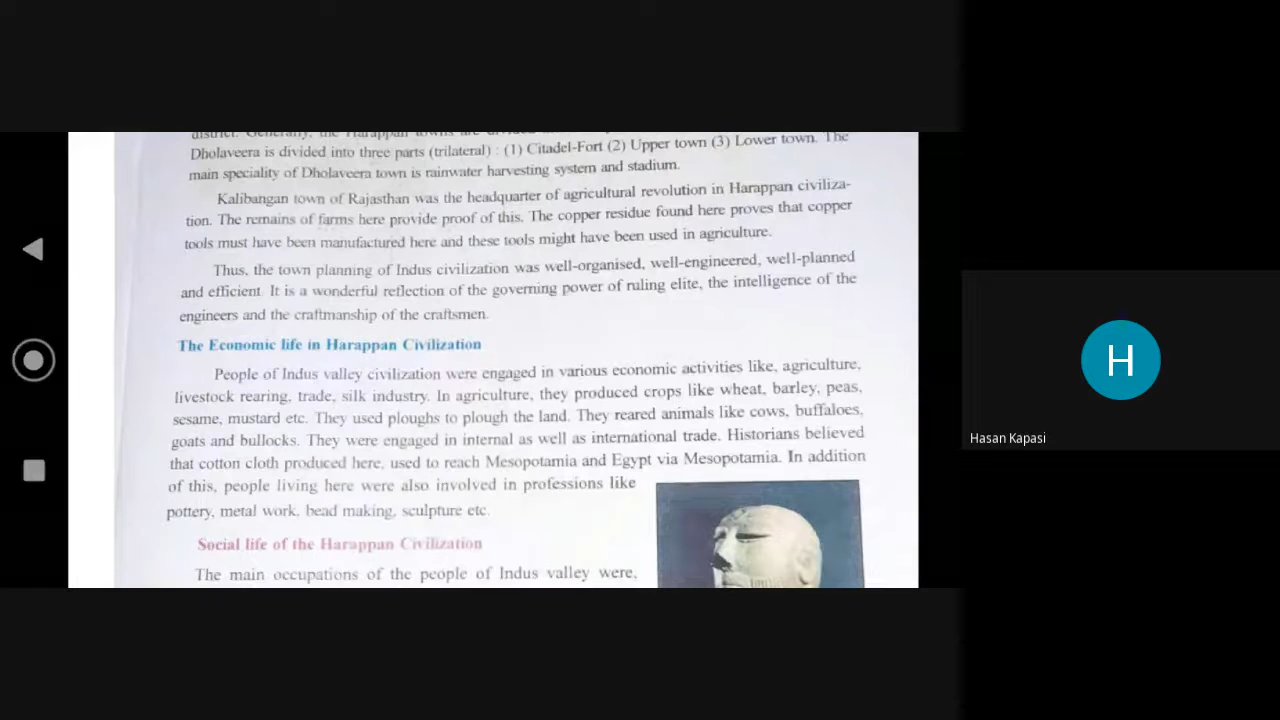 district. Generally, the Harappan towns are divided
Dholaveera is divided into three parts (trilateral) : (1) Citadel-Fort (2) Upper town (3) Lower town. The
main speciality of Dholaveera town is rainwater harvesting system and stadium.
Kalibangan town of Rajasthan was the headquarter of agricultural revolution in Harappan civiliza-
tion. The remains of farms here provide proof of this. The copper residue found here proves that copper
tools must have been manufactured here and these tools might have been used in agriculture.
Thus, the town planning of Indus civilization was well-organised, well-engineered, well-planned
and efficient. It is a wonderful reflection of the governing power of ruling elite, the intelligence of the
engineers and the craftmanship of the craftsmen.
The Economic life in Harappan Civilization
People of Indus valley civilization were engaged in various economic activities like, agriculture,
livestock rearing, trade, silk industry. In agriculture, they produced crops like wheat, barley, peas,
sesame, mustard etc. They used ploughs to plough the land. They reared animals like cows, buffaloes,
goats and bullocks. They were engaged in internal as well as international trade. Historians believed
that cotton cloth produced here, used to reach Mesopotamia and Egypt via Mesopotamia. In addition
of this, people living here were also involved in professions like
pottery, metal work, bead making, sculpture etc.
Social life of the Harappan Civilization
The main occupations of the people of Indus valley were,
H
Hasan Kapasi